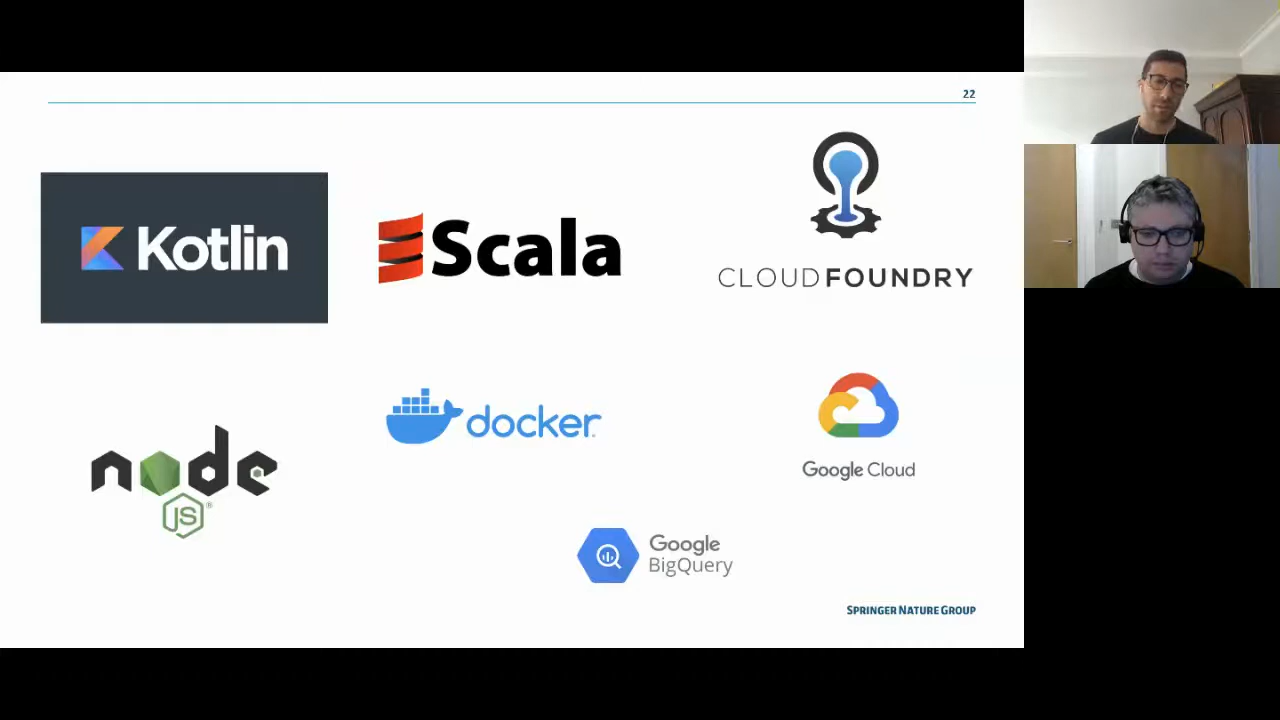 22
Kotlin
Scala
CLOUDFOUNDRY
node
JS®
docker
Google Cloud
Google
BigQuery
SPRINGER NATURE GROUP